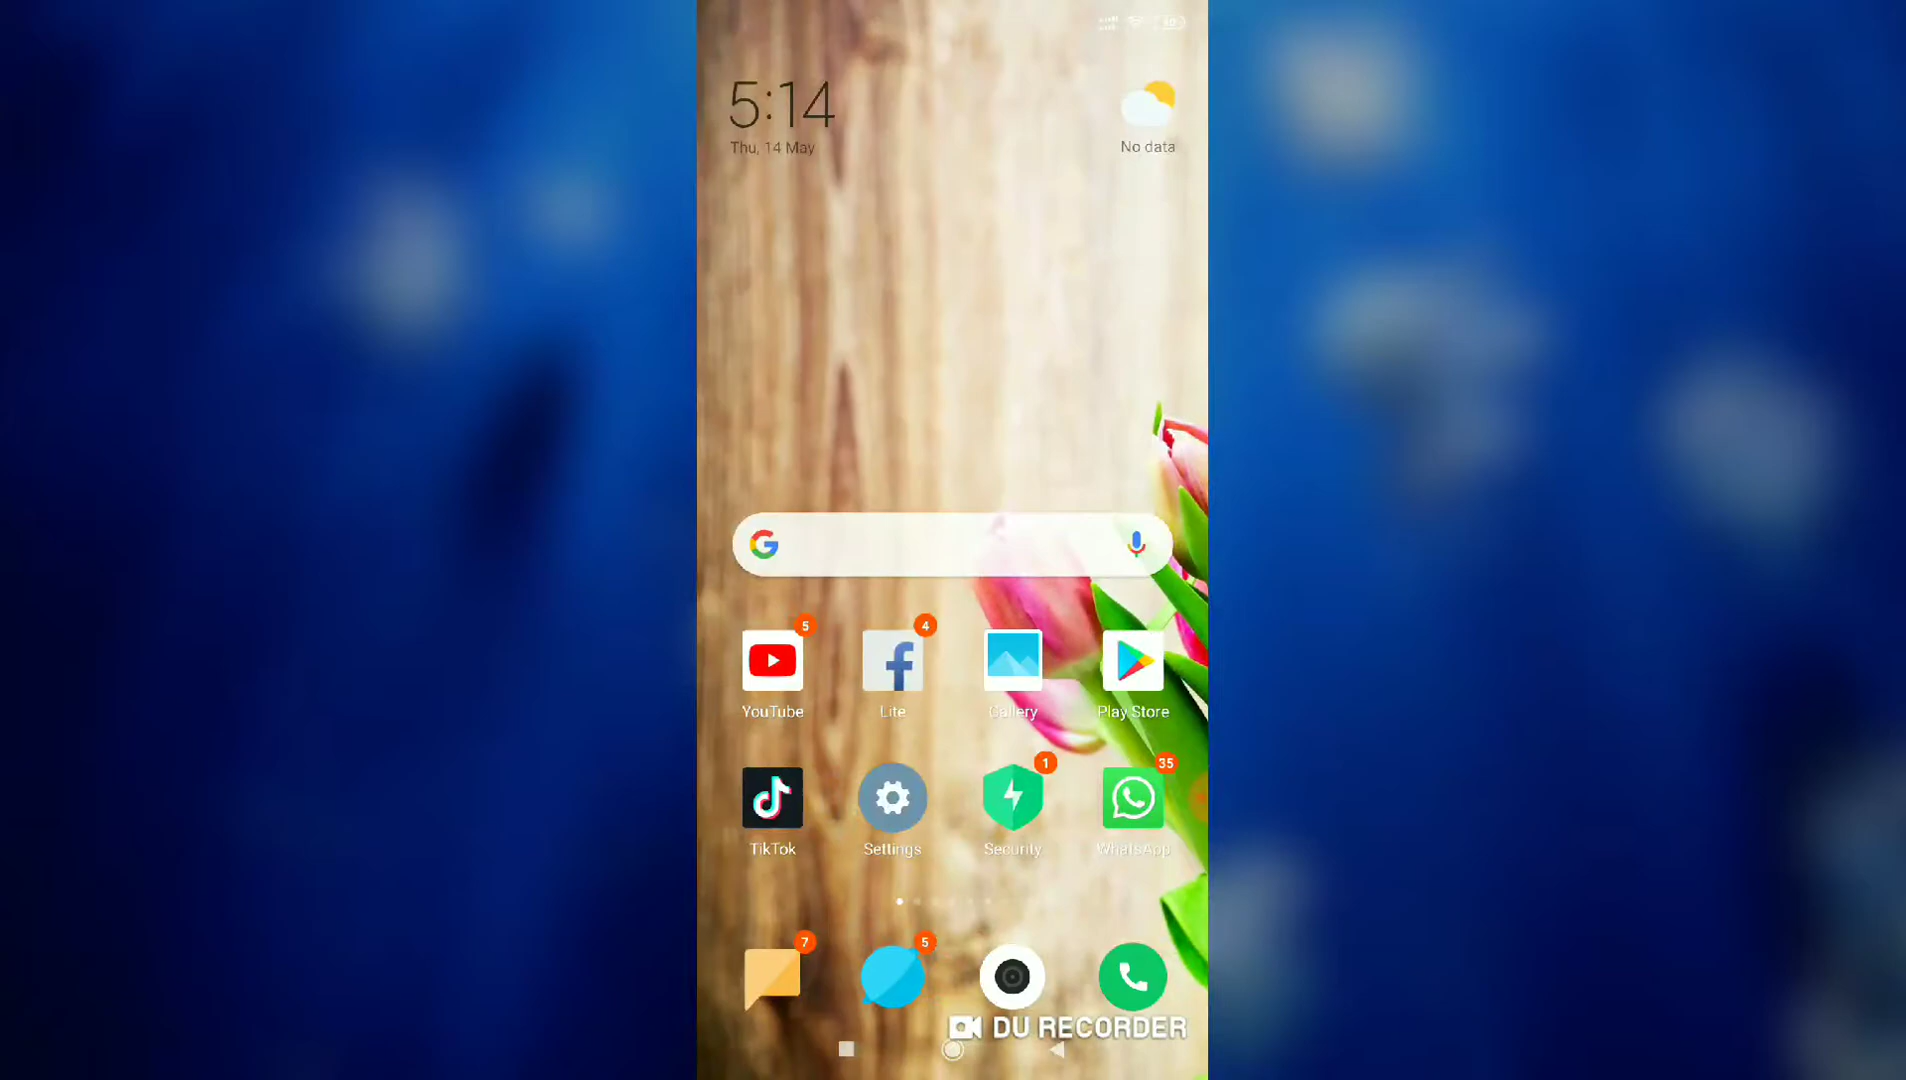 5:14
Thu, 14 May
No data
5
4
YouTube
Lite
Gallery
Play Store
1
35
TikTok
Settings
Security
WhatsApp
7
5
DU RECORDER